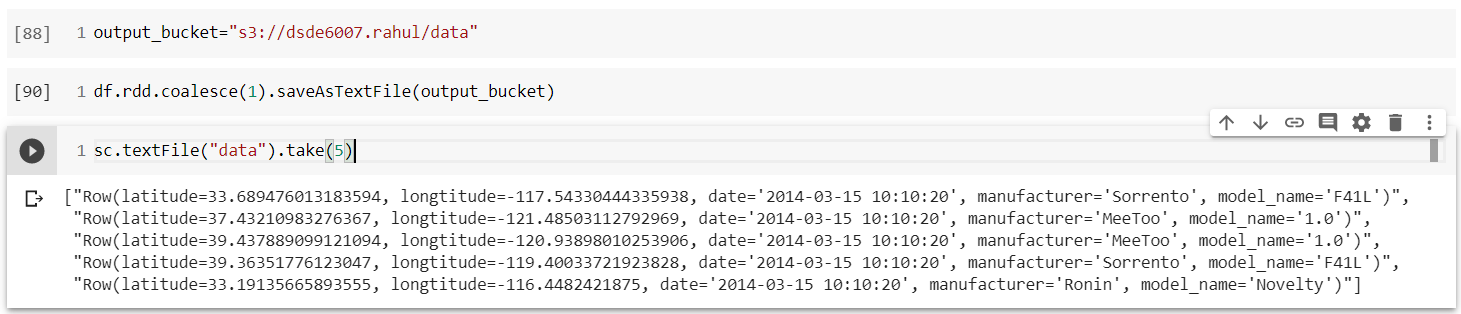 [88] 1 output_bucket="s3://dsde6007.rahul/data"
[90] 1 df.rdd.coalesce(1).saveAsTextFile(output_bucket)
1 sc.textFile("data").take(5)
["Row(latitude=33.689476013183594, longtitude=-117.54330444335938, date='2014-03-15 10:10:20', manufacturer='Sorrento', model_name='F41L')",
"Row(latitude=37.43210983276367, longtitude=-121.48503112792969, date='2014-03-15 10:10:20', manufacturer='MeeToo', model_name='1.0')",
"Row(latitude=39.437889099121094, longtitude=-120.93898010253906, date='2014-03-15 10:10:20', manufacturer='MeeToo', model_name='1.0')",
"Row(latitude=39.36351776123047, longtitude=-119.40033721923828, date='2014-03-15 10:10:20', manufacturer='Sorrento', model_name='F41L')",
"Row(latitude=33.19135665893555, longtitude=-116.4482421875, date='2014-03-15 10:10:20', manufacturer='Ronin', model_name='Novelty')"]